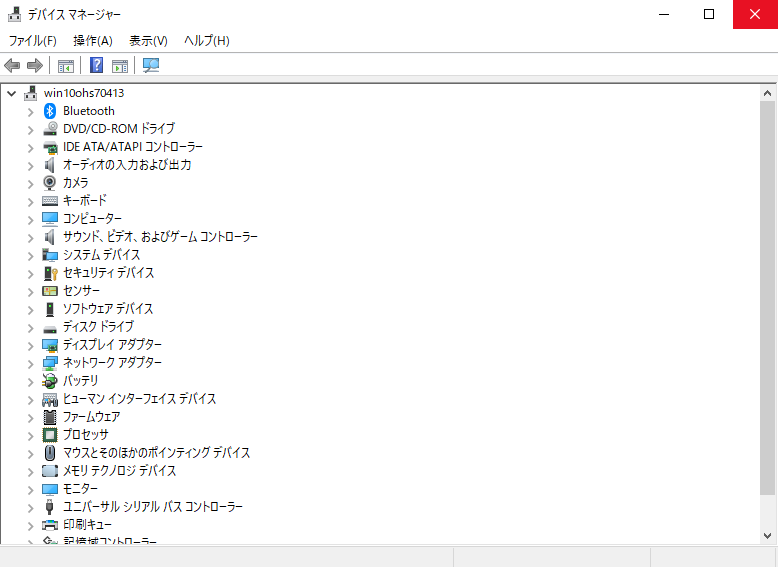 デバイス マネージャー
ファイル(F) 操作(A) 表示(V) ヘルプ(H)
win10ohs70413
Bluetooth
DVD/CD-ROM ドライブ
IDE ATA/ATAPI コントローラー
オーディオの入力および出力
カメラ
キーボード
コンピューター
サウンド、ビデオ、およびゲーム コントローラー
システム デバイス
セキュリティ デバイス
センサー
ソフトウェア デバイス
ディスク ドライブ
ディスプレイ アダプター
ネットワーク アダプター
バッテリ
ヒューマン インターフェイス デバイス
ファームウェア
プロセッサ
マウスとそのほかのポインティング デバイス
メモリ テクノロジ デバイス
モニター
ユニバーサル シリアル バス コントローラー
印刷キュー
記憶域コントローラー